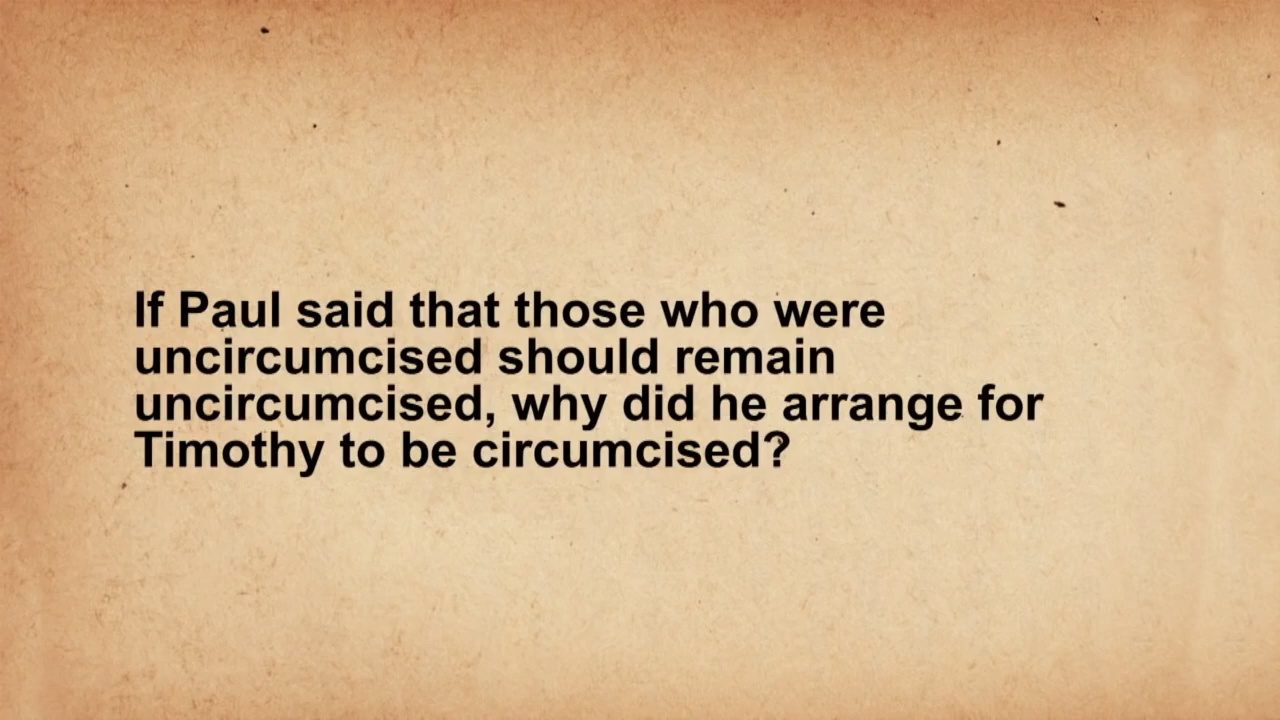 If Paul said that those who were
uncircumcised should remain
uncircumcised, why did he arrange for
Timothy to be circumcised?